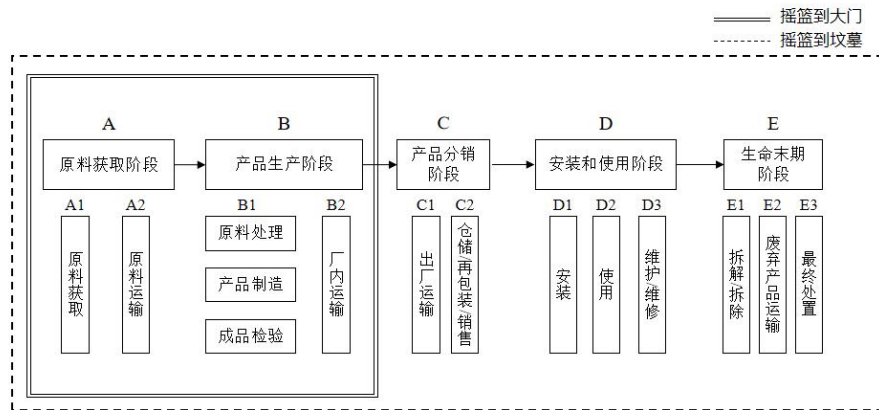 摇篮到大门
摇篮到坟墓
A
B
C
D
E
原料获取阶段
产品生产阶段
产品分销
阶段
安装和使用阶段
生命末期
阶段
A1
A2
B1
B2
C1
C2
D1
D2
D3
E1
E2
E3
原料获取
原料运输
原料处理
产品制造
成品检验
厂内运输
出厂运输
仓储/再包装/销售
安装
使用
维护/维修
拆解/拆除
废弃产品运输
最终处置